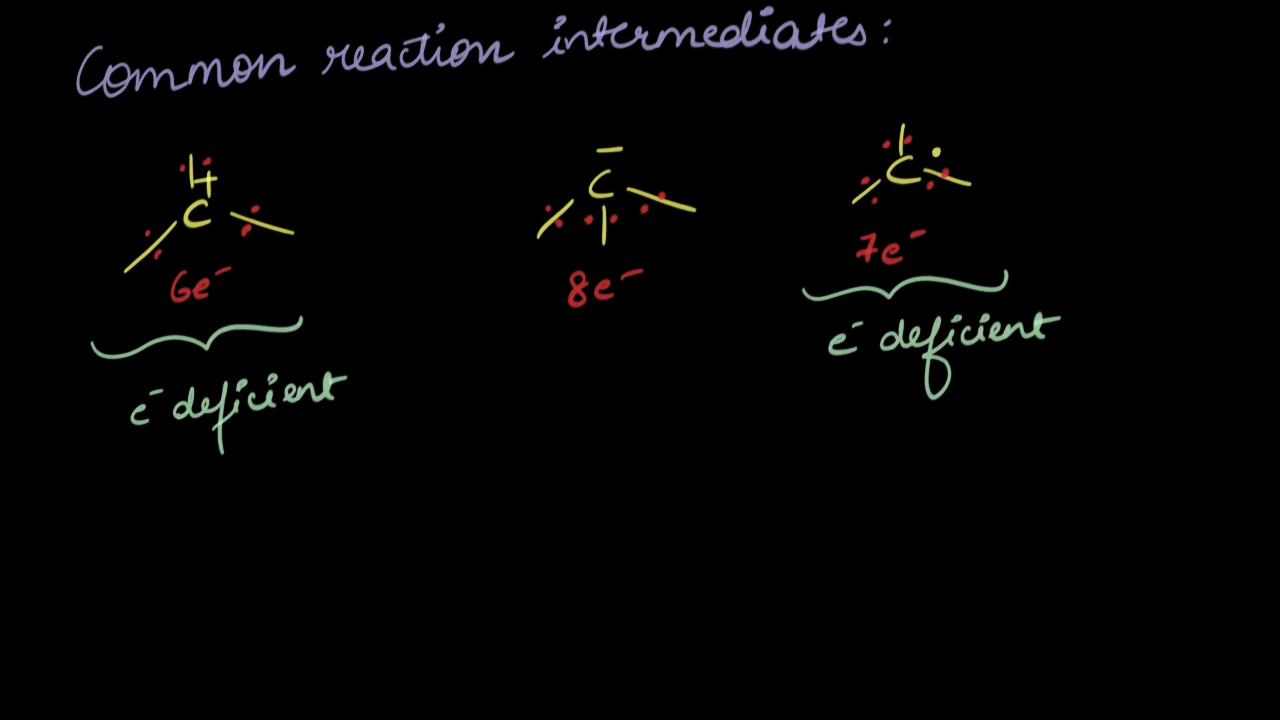 Common reaction intermediates:
+
C
6e⁻
e⁻ deficient
–
C
8e⁻
C
7e⁻
e⁻ deficient